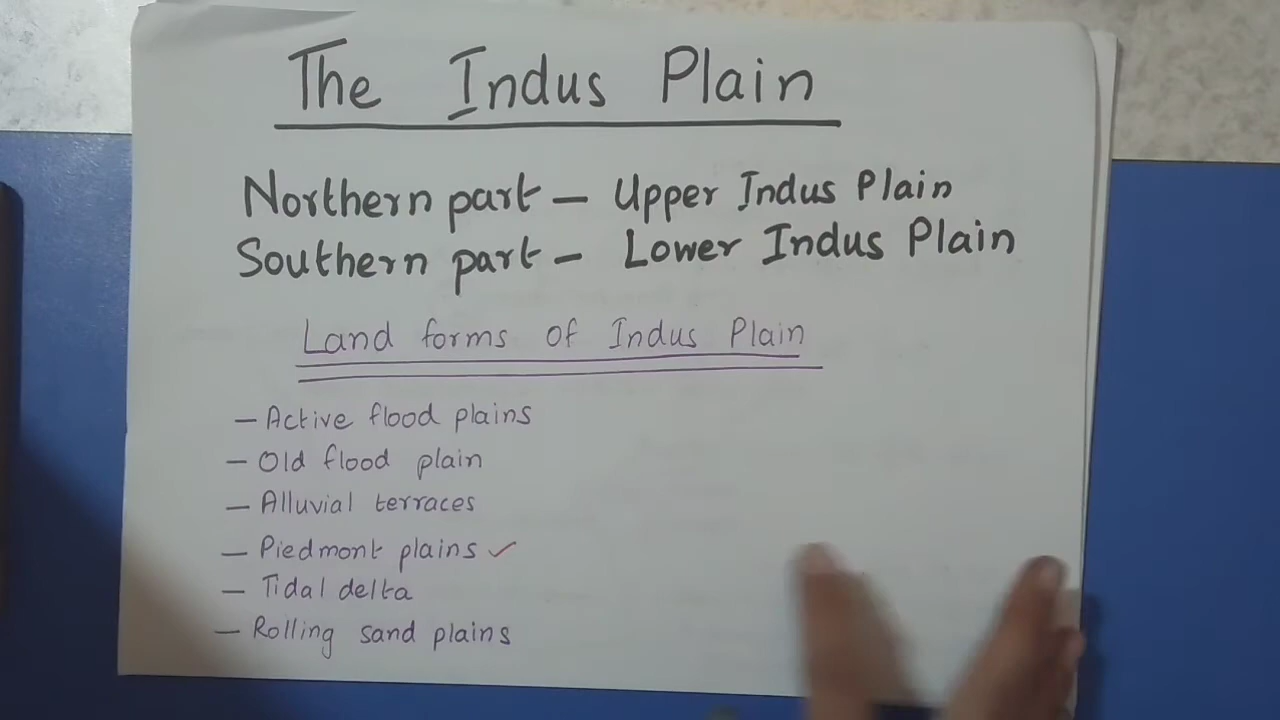 The Indus Plain
Northern part – Upper Indus Plain
Southern part – Lower Indus Plain
Land forms of Indus Plain
– Active flood plains
– Old flood plain
– Alluvial terraces
– Piedmont plains ✓
– Tidal delta
– Rolling sand plains